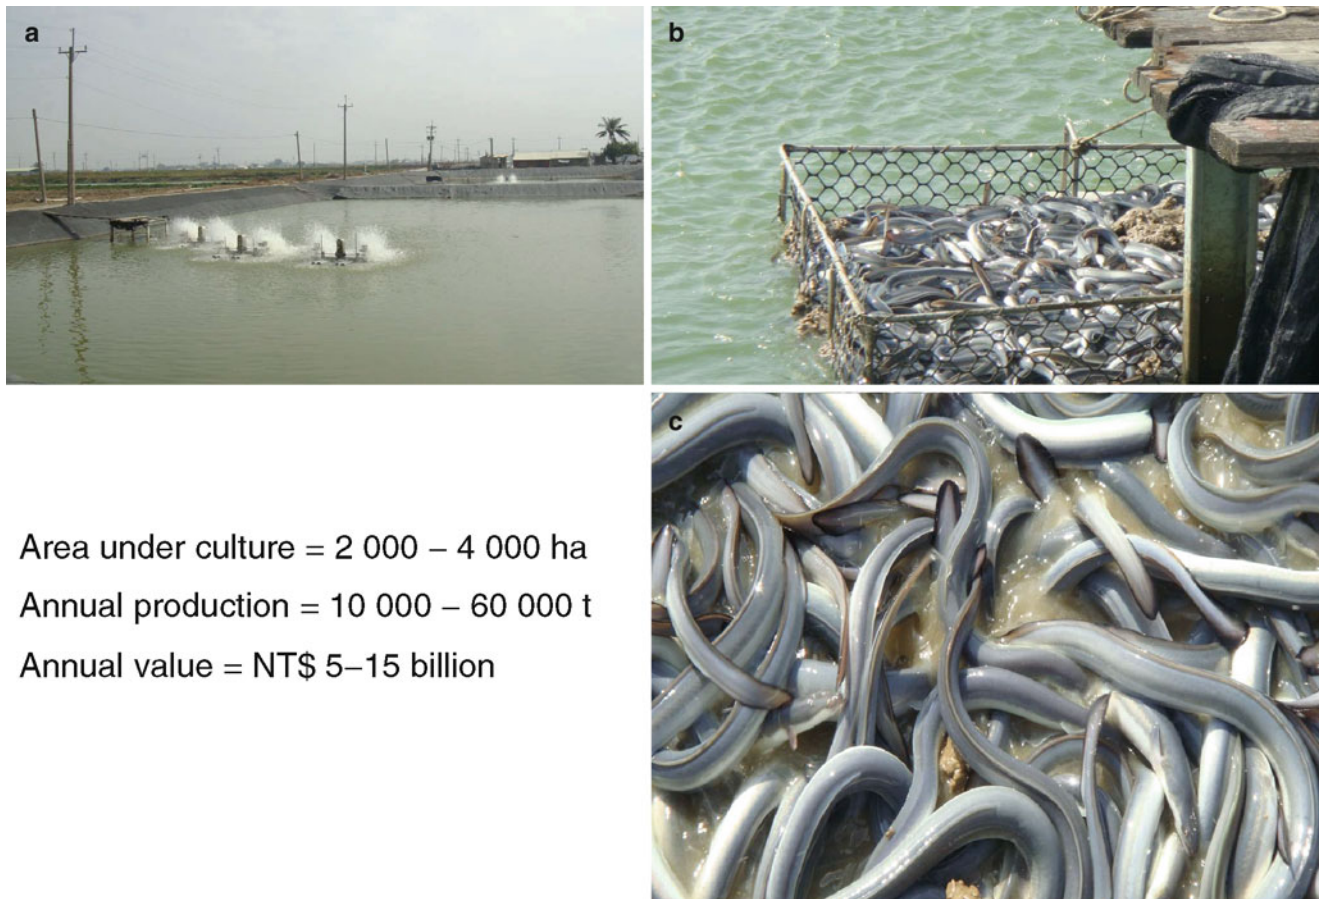 a
b
c
Area under culture = 2 000 – 4 000 ha
Annual production = 10 000 – 60 000 t
Annual value = NT$ 5–15 billion